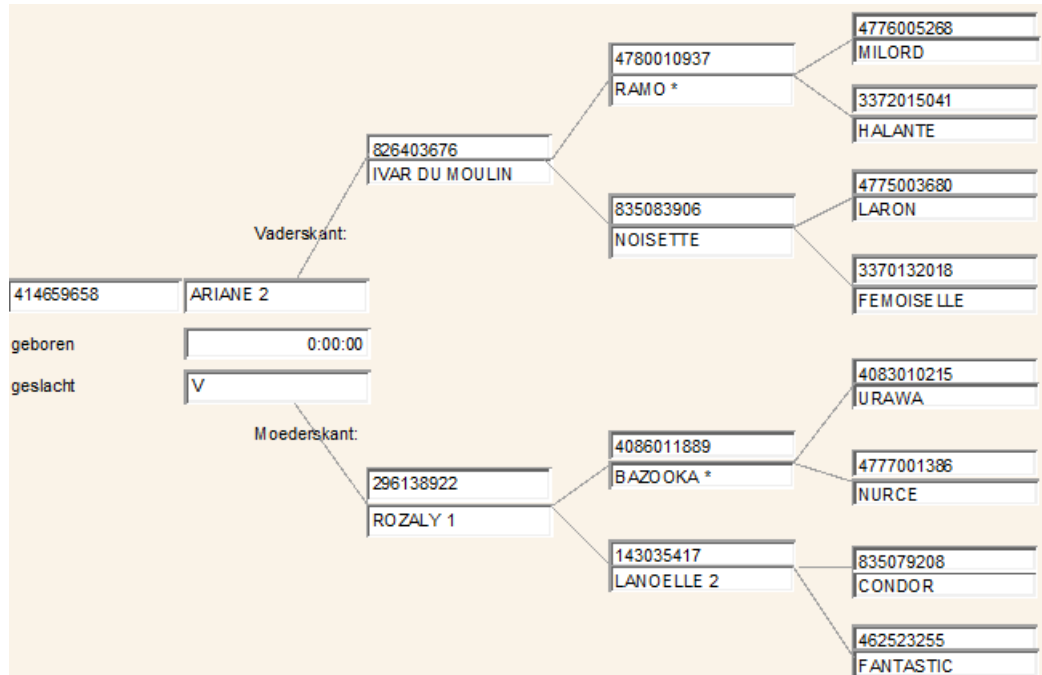 4776005268
MILORD
4780010937
RAMO *
3372015041
HALANTE
826403676
IVAR DU MOULIN
4775003680
LARON
835083906
NOISETTE
Vaderskant:
3370132018
FEMOISELLE
414659658 ARIANE 2
geboren 0:00:00
geslacht V
4083010215
URAWA
Moederskant:
4086011889
BAZOOKA *
4777001386
NURCE
296138922
ROZALY 1
143035417
LANOELLE 2
835079208
CONDOR
462523255
FANTASTIC